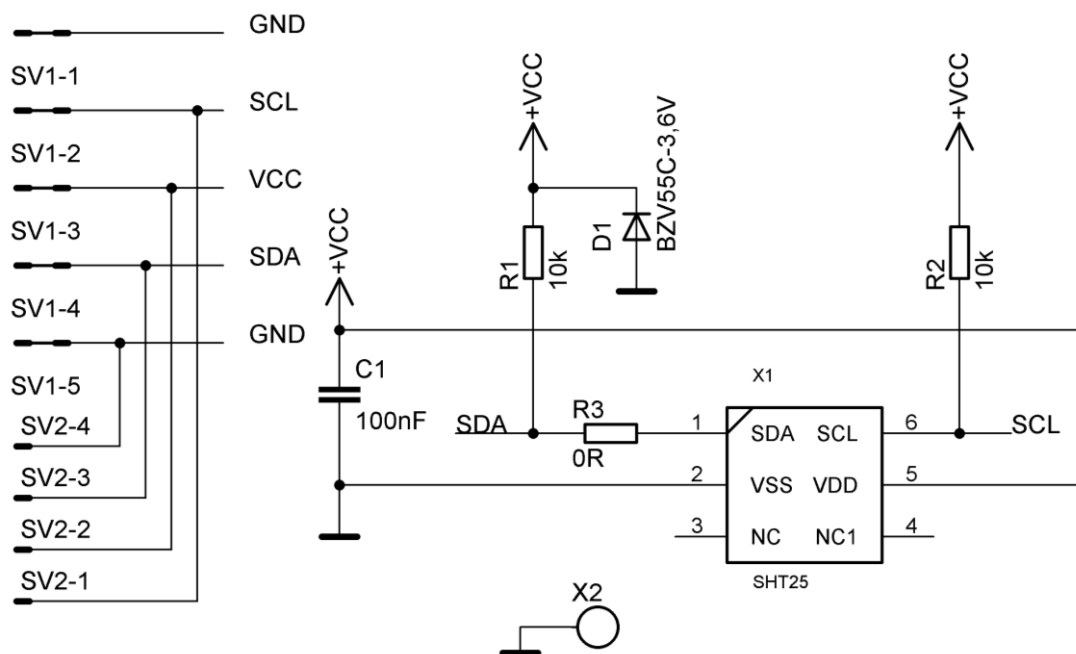 GND
SV1-1
SCL
SV1-2
VCC
SV1-3
SDA
SV1-4
GND
SV1-5
SV2-4
SV2-3
SV2-2
SV2-1
+VCC
C1
100nF
+VCC
R1
10k
D1
BZV55C-3,6V
+VCC
R2
10k
SDA
R3
0R
X1
1 SDA SCL 6
SCL
2 VSS VDD 5
3 NC NC1 4
SHT25
X2